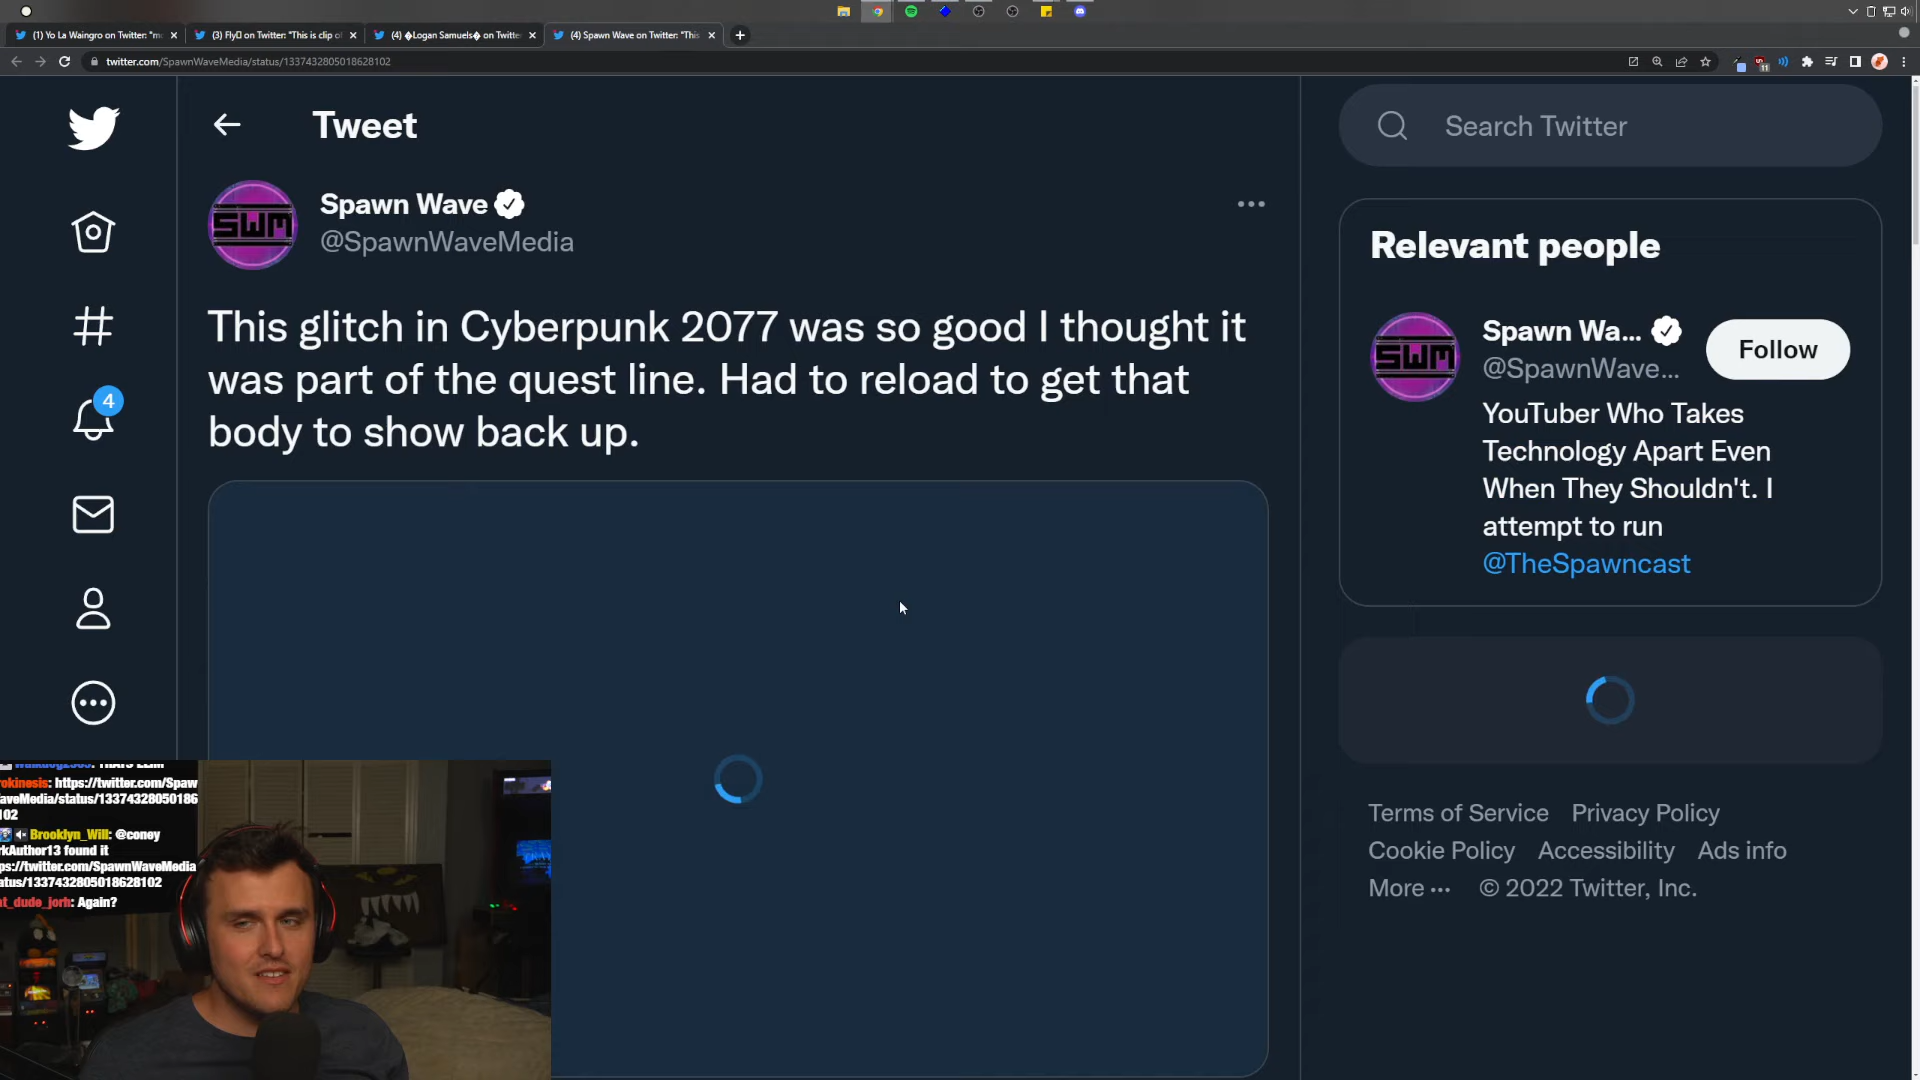 (1) Yo La Waingro on Twitter: "mo
(3) Fly on Twitter: "This is clip of
(4) �Logan Samuels� on Twitte
(4) Spawn Wave on Twitter: "This
twitter.com/SpawnWaveMedia/status/1337432805018628102
11
Tweet
Search Twitter
SWM
Spawn Wave
@SpawnWaveMedia
This glitch in Cyberpunk 2077 was so good I thought it
was part of the quest line. Had to reload to get that
body to show back up.
4
Relevant people
SWM
Spawn Wa...
@SpawnWave...
Follow
YouTuber Who Takes
Technology Apart Even
When They Shouldn't. I
attempt to run
@TheSpawncast
Terms of Service Privacy Policy
Cookie Policy Accessibility Ads info
More ··· © 2022 Twitter, Inc.
okinesis: https://twitter.com/Spaw
aveMedia/status/13374328050186
102
Brooklyn_Will: @coney
rkAuthor13 found it
ps://twitter.com/SpawnWaveMedia
atus/1337432805018628102
t_dude_jorh: Again?